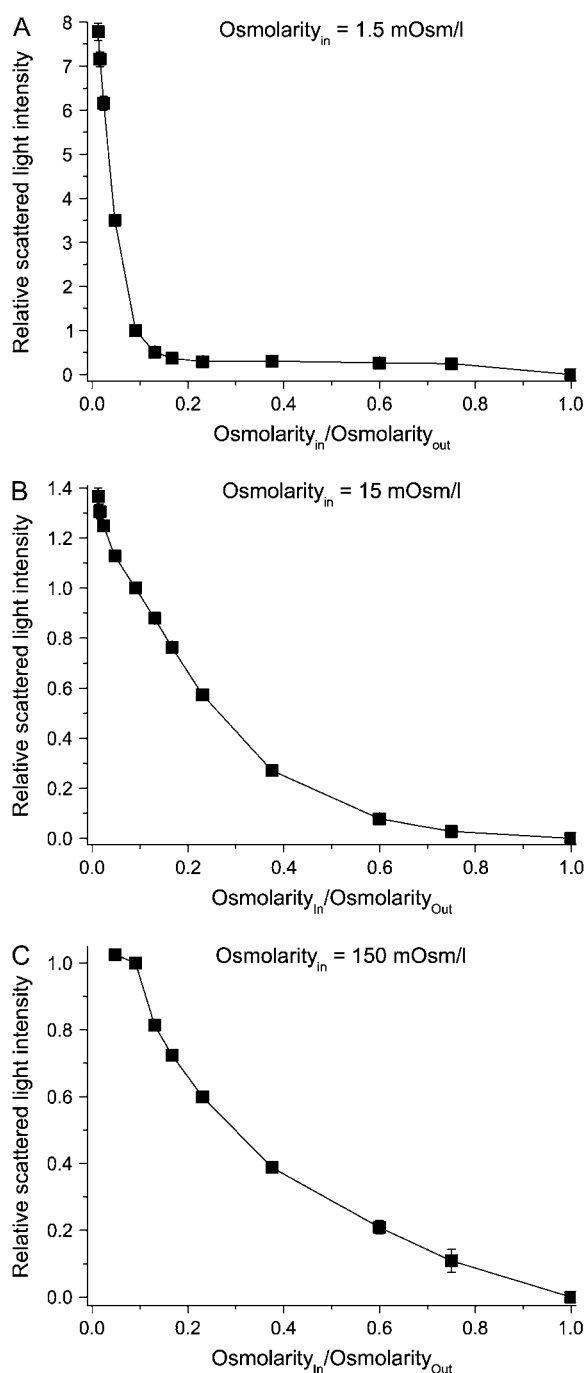 A
Osmolarity_in = 1.5 mOsm/l
Relative scattered light intensity
8
7
6
5
4
3
2
1
0
0.0 0.2 0.4 0.6 0.8 1.0
Osmolarity_in/Osmolarity_out
B
Osmolarity_in = 15 mOsm/l
Relative scattered light intensity
1.4
1.2
1.0
0.8
0.6
0.4
0.2
0.0
0.0 0.2 0.4 0.6 0.8 1.0
Osmolarity_In/Osmolarity_Out
C
Osmolarity_in = 150 mOsm/l
Relative scattered light intensity
1.0
0.8
0.6
0.4
0.2
0.0
0.0 0.2 0.4 0.6 0.8 1.0
Osmolarity_In/Osmolarity_Out